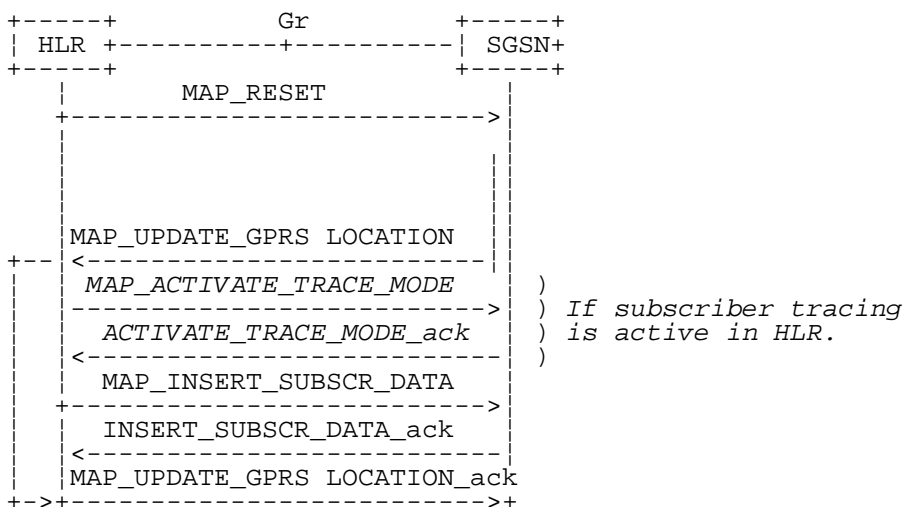 Gr
HLR SGSN
MAP_RESET
MAP_UPDATE_GPRS LOCATION
MAP_ACTIVATE_TRACE_MODE )
) If subscriber tracing
ACTIVATE_TRACE_MODE_ack ) is active in HLR.
)
MAP_INSERT_SUBSCR_DATA
INSERT_SUBSCR_DATA_ack
MAP_UPDATE_GPRS LOCATION_ack